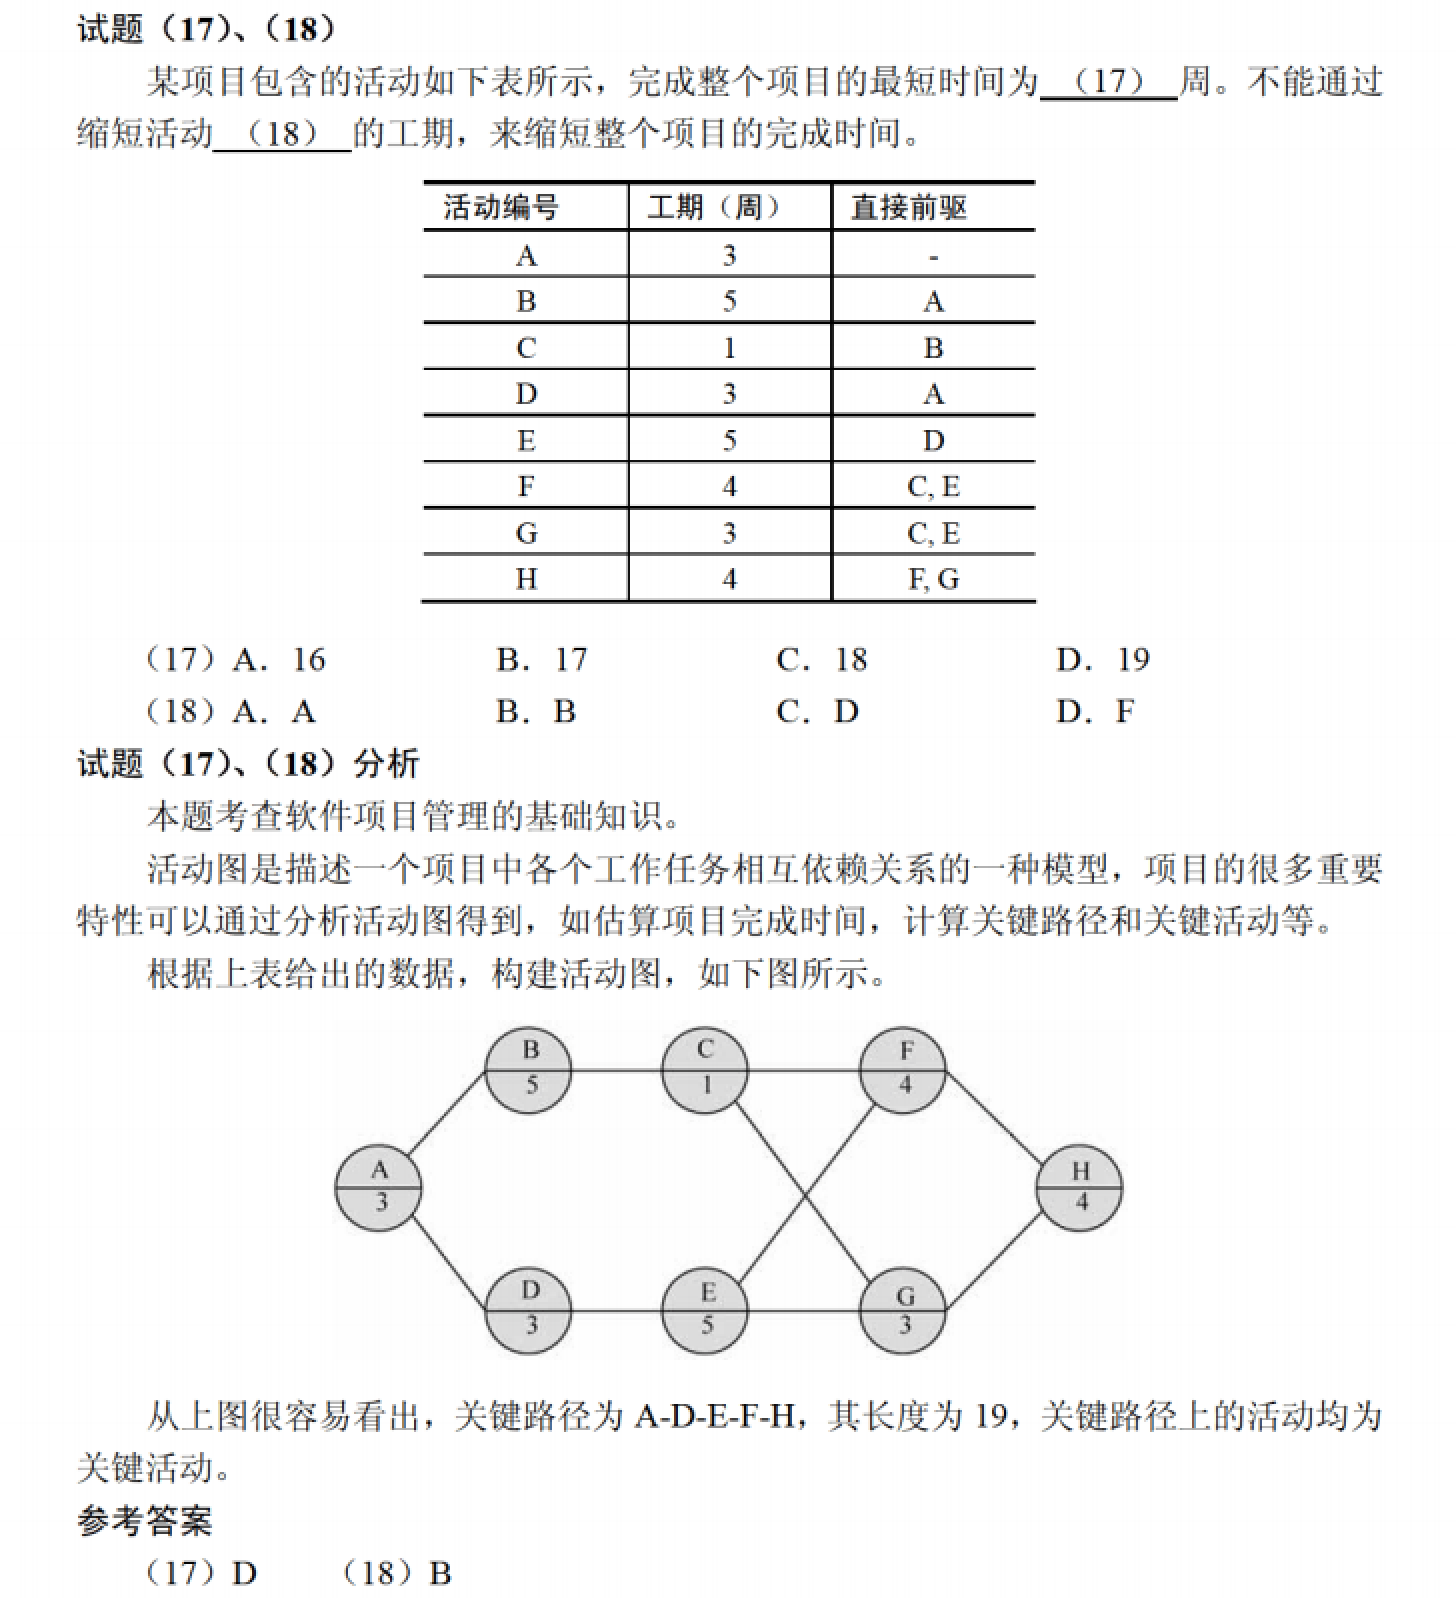 试题（17）、（18）
某项目包含的活动如下表所示，完成整个项目的最短时间为（17）周。不能通过
缩短活动（18）的工期，来缩短整个项目的完成时间。
活动编号 工期（周） 直接前驱
A 3 -
B 5 A
C 1 B
D 3 A
E 5 D
F 4 C, E
G 3 C, E
H 4 F, G
（17）A．16 B．17 C．18 D．19
（18）A．A B．B C．D D．F
试题（17）、（18）分析
本题考查软件项目管理的基础知识。
活动图是描述一个项目中各个工作任务相互依赖关系的一种模型，项目的很多重要
特性可以通过分析活动图得到，如估算项目完成时间，计算关键路径和关键活动等。
根据上表给出的数据，构建活动图，如下图所示。
B C F
5 1 4
A H
3 4
D E G
3 5 3
从上图很容易看出，关键路径为 A-D-E-F-H，其长度为 19，关键路径上的活动均为
关键活动。
参考答案
（17）D （18）B